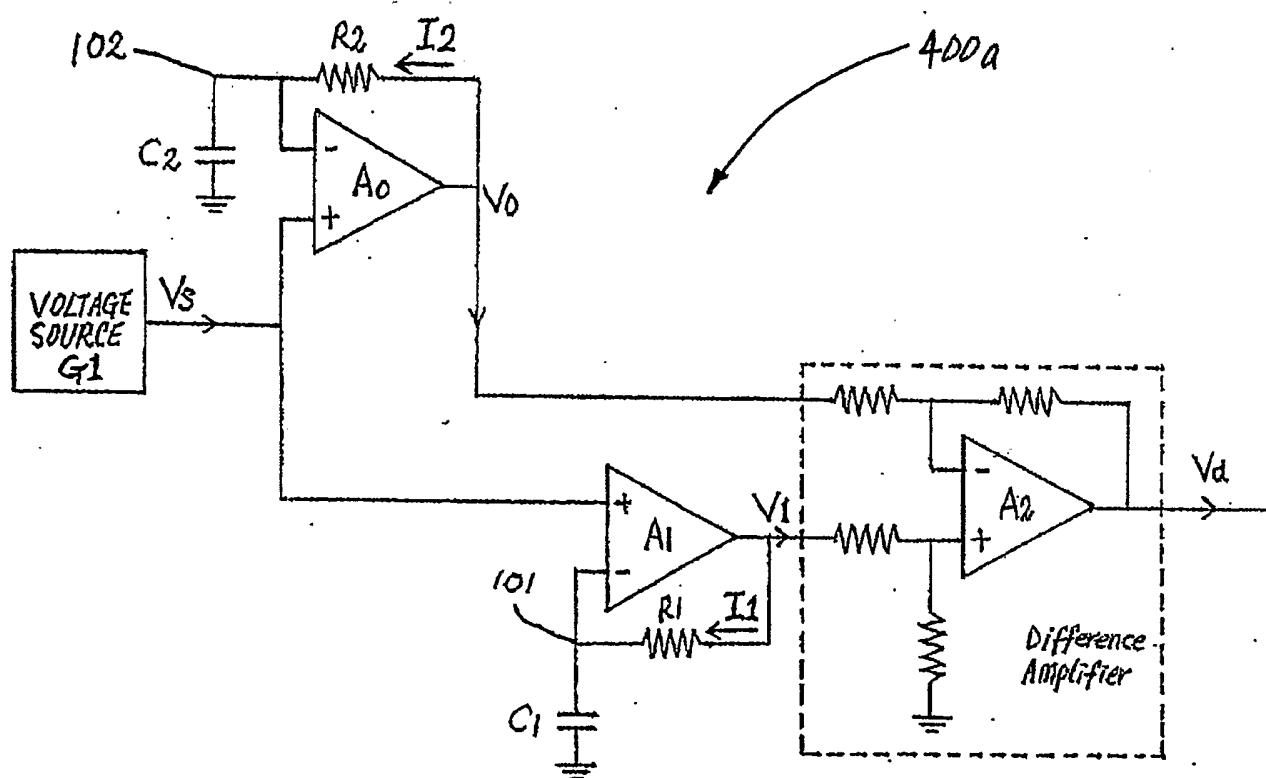 102
R2
I2
400a
C2
-
A0
+
V0
VOLTAGE
SOURCE
G1
Vs
+
A1
-
V1
101
R1
I1
C1
-
A2
+
Vd
Difference
Amplifier